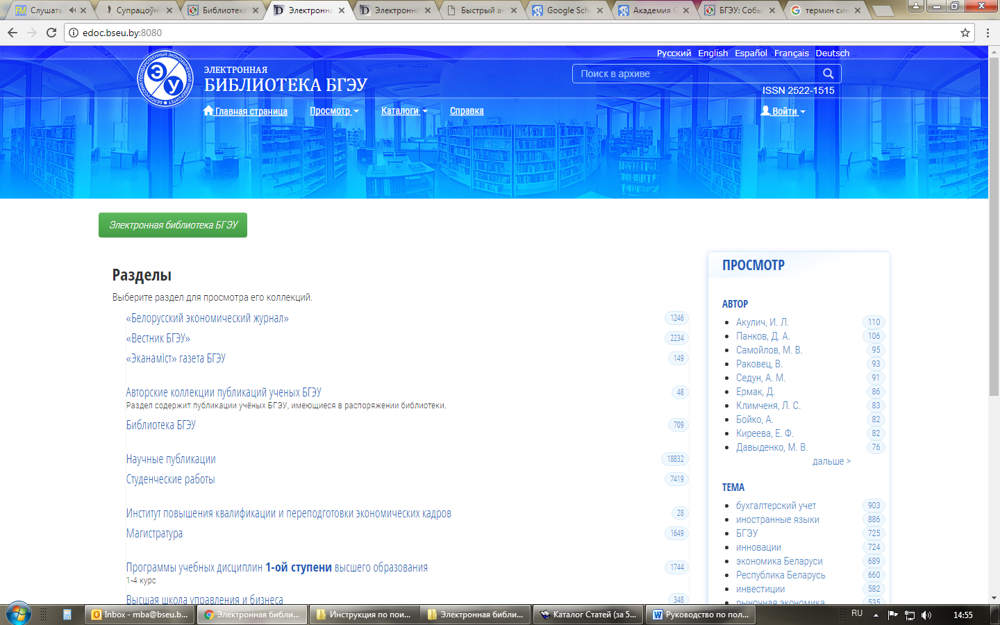 Слушать
Супрацоўн
Библиотека
Электронна
Электронна
Быстрый ан
Google Sch
Академия С
БГЭУ: Собы
термин син
edoc.bseu.by:8080
Русский English Español Français Deutsch
ЭЛЕКТРОННАЯ
БИБЛИОТЕКА БГЭУ
Поиск в архиве
ISSN 2522-1515
Главная страница Просмотр Каталоги Справка Войти
Электронная библиотека БГЭУ
Разделы
Выберите раздел для просмотра его коллекций.
«Белорусский экономический журнал» 1246
«Вестник БГЭУ» 2234
«Эканаміст» газета БГЭУ 149
Авторские коллекции публикаций ученых БГЭУ 48
Раздел содержит публикации учёных БГЭУ, имеющиеся в распоряжении библиотеки.
Библиотека БГЭУ 709
Научные публикации 18832
Студенческие работы 7419
Институт повышения квалификации и переподготовки экономических кадров 28
Магистратура 1649
Программы учебных дисциплин 1-ой ступени высшего образования 1744
1-4 курс
Высшая школа управления и бизнеса 348
ПРОСМОТР
АВТОР
Акулич, И. Л. 110
Панков, Д. А. 106
Самойлов, М. В. 95
Раковец, В. 93
Седун, А. М. 91
Ермак, Д. 86
Климченя, Л. С. 83
Бойко, А. 82
Киреева, Е. Ф. 82
Давыденко, М. В. 76
дальше >
ТЕМА
бухгалтерский учет 903
иностранные языки 886
БГЭУ 725
инновации 724
экономика Беларуси 689
Республика Беларусь 660
инвестиции 582
рыночная экономика 535
Inbox - mba@bseu.b...
Электронная библи...
Инструкция по пои...
Электронная библи...
Каталог Статей (за 5...
Руководство по пол...
RU
14:55